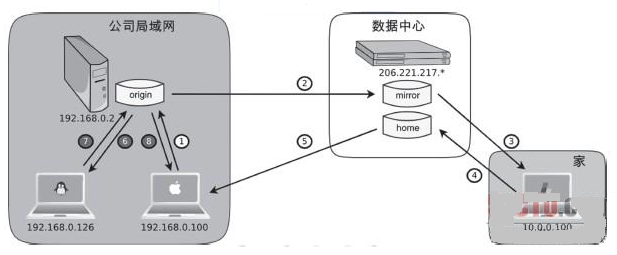 公司局域网
数据中心
206.221.217.*
origin
②
mirror
192.168.0.2
home
③
⑦ ⑥ ⑧ ①
⑤
④
家
192.168.0.126
192.168.0.100
10.0.0.100